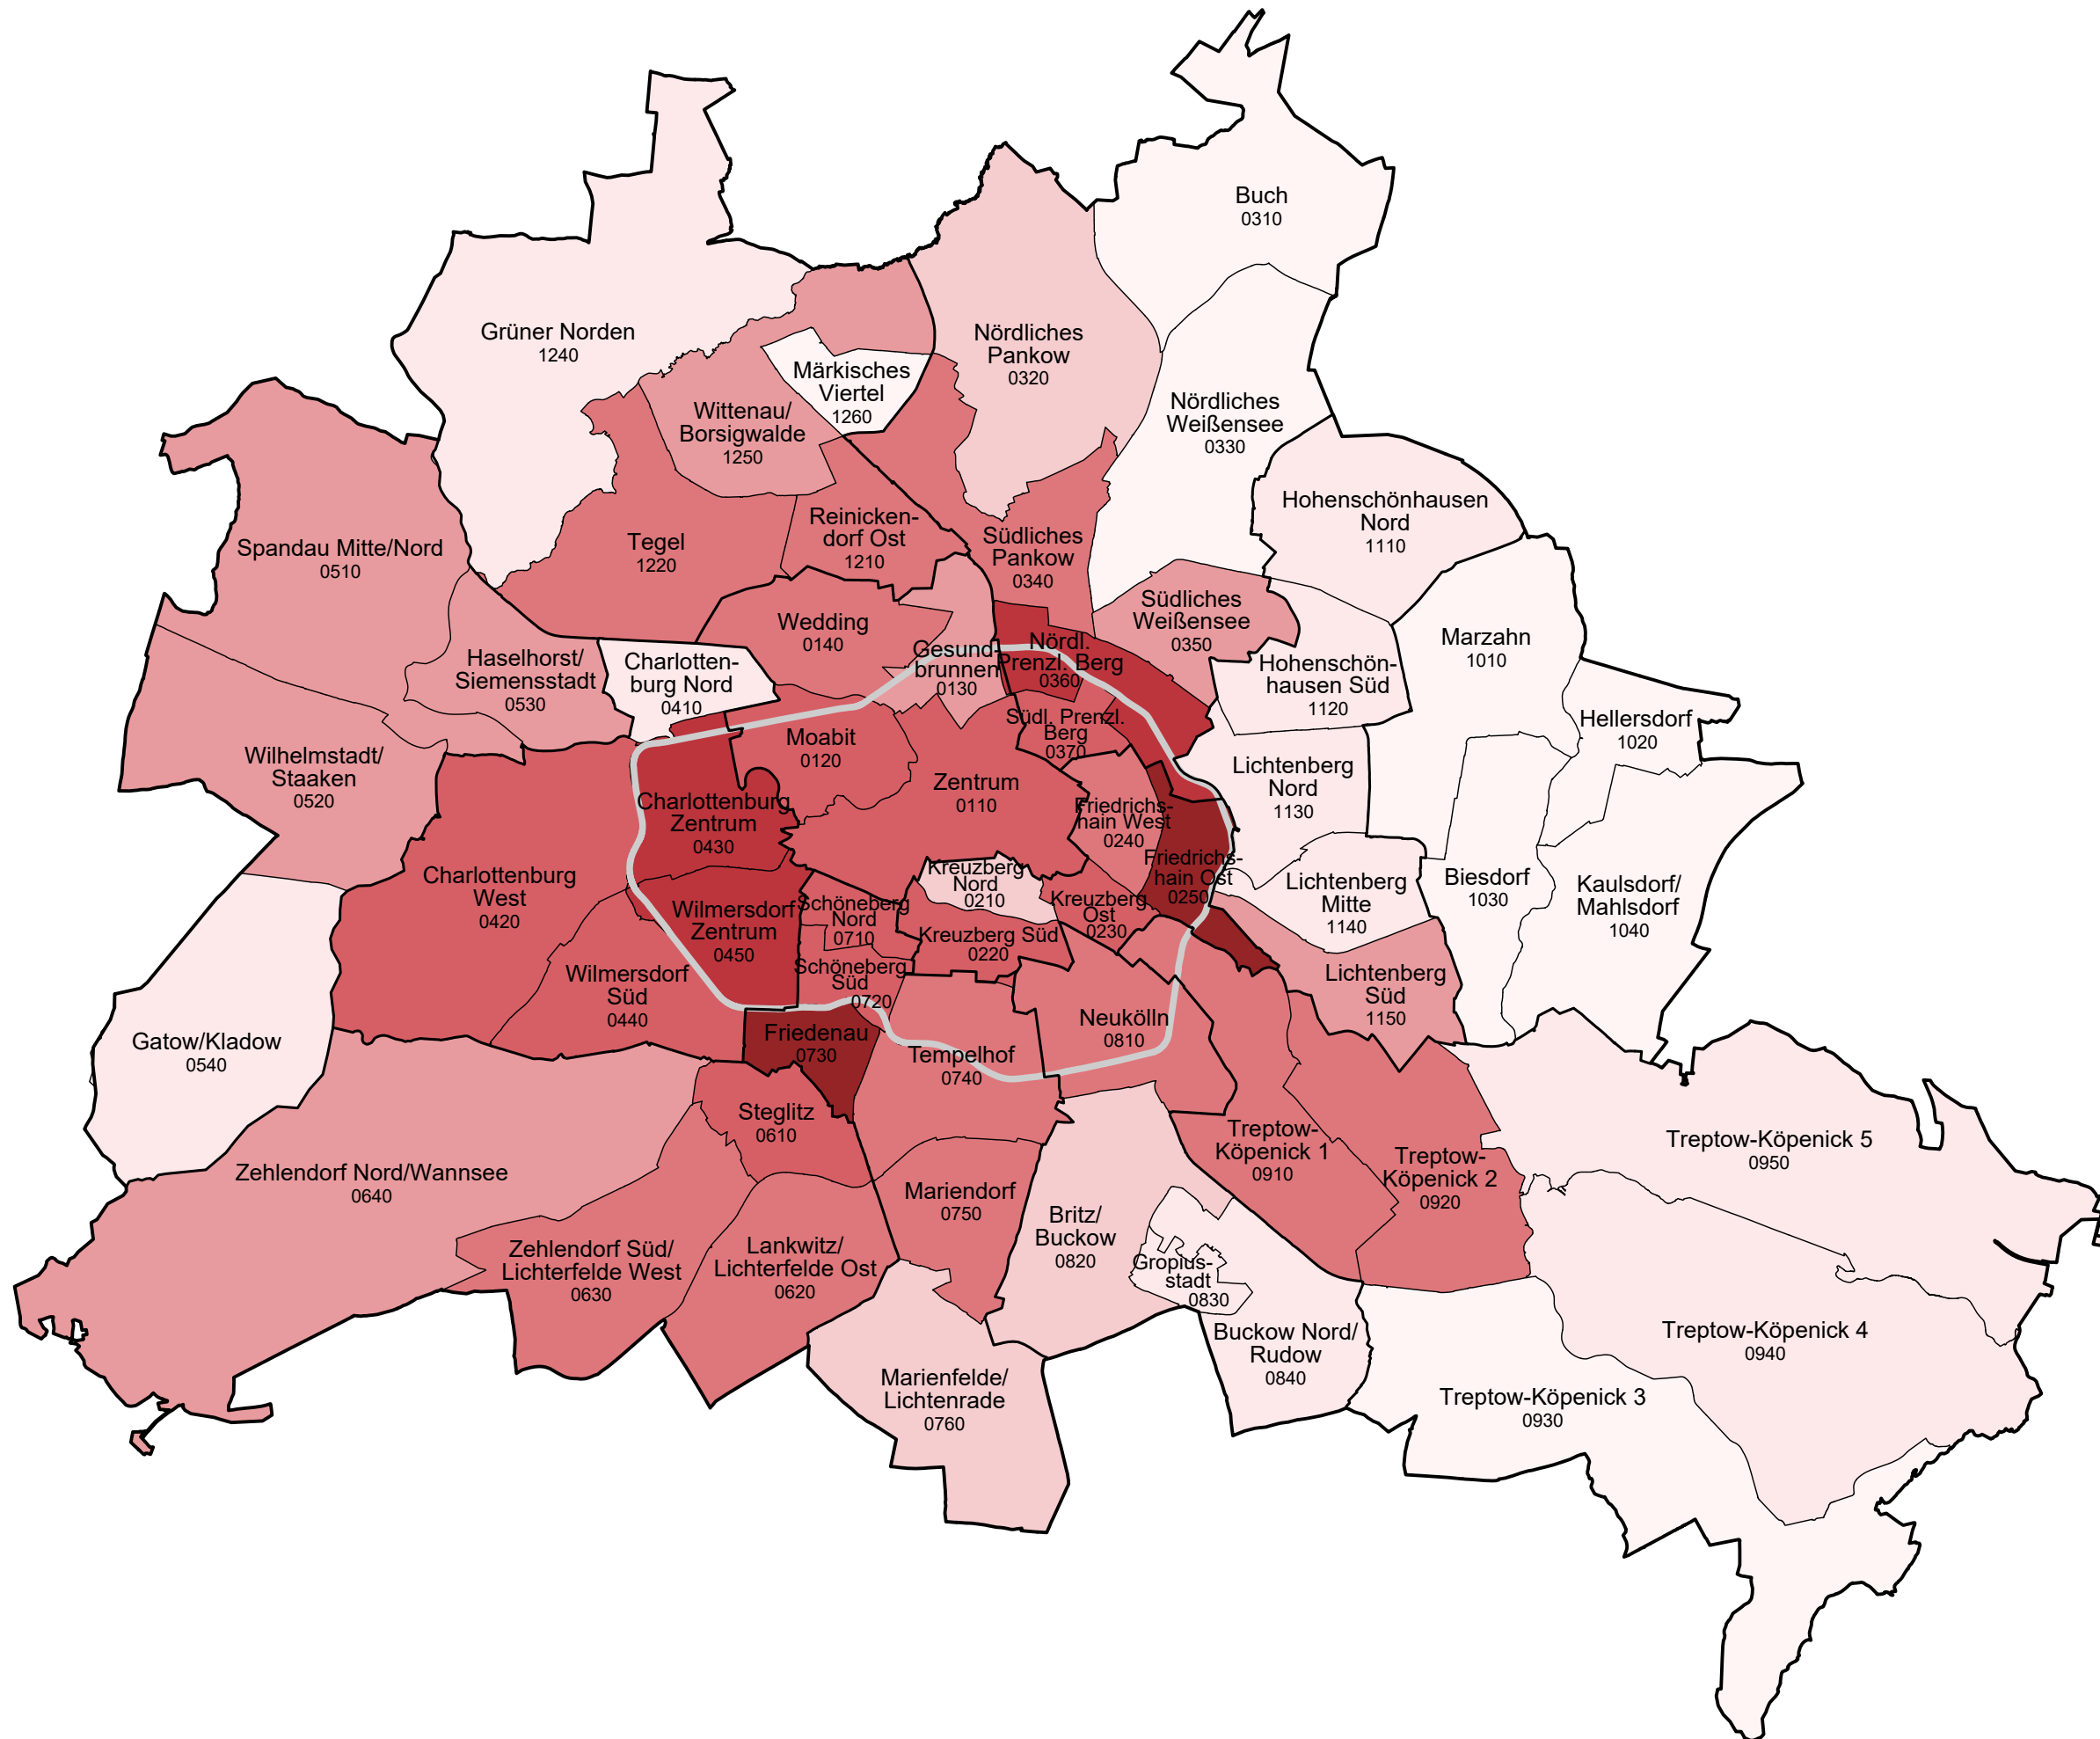 Buch
0310
Grüner Norden
1240
Nördliches
Pankow
0320
Märkisches
Viertel
1260
Wittenau/
Borsigwalde
1250
Nördliches
Weißensee
0330
Hohenschönhausen
Nord
1110
Spandau Mitte/Nord
0510
Tegel
1220
Reinicken-
dorf Ost
1210
Südliches
Pankow
0340
Südliches
Weißensee
0350
Marzahn
1010
Wedding
0140
Gesund-
brunnen
0130
Nördl.
Prenzl. Berg
0360
Haselhorst/
Siemensstadt
0530
Charlotten-
burg Nord
0410
Hohenschön-
hausen Süd
1120
Hellersdorf
1020
Wilhelmstadt/
Staaken
0520
Moabit
0120
Südl. Prenzl.
Berg
0370
Zentrum
0110
Lichtenberg
Nord
1130
Charlottenburg
Zentrum
0430
Friedrichs-
hain West
0240
Friedrichs-
hain Ost
0250
Charlottenburg
West
0420
Kreuzberg
Nord
0210
Lichtenberg
Mitte
1140
Biesdorf
1030
Kaulsdorf/
Mahlsdorf
1040
Wilmersdorf
Zentrum
0450
Schöneberg
Nord
0710
Kreuzberg
Ost
0230
Kreuzberg Süd
0220
Wilmersdorf
Süd
0440
Schöneberg
Süd
0720
Lichtenberg
Süd
1150
Gatow/Kladow
0540
Friedenau
0730
Tempelhof
0740
Neukölln
0810
Steglitz
0610
Treptow-
Köpenick 1
0910
Treptow-
Köpenick 2
0920
Treptow-Köpenick 5
0950
Zehlendorf Nord/Wannsee
0640
Mariendorf
0750
Britz/
Buckow
0820
Zehlendorf Süd/
Lichterfelde West
0630
Lankwitz/
Lichterfelde Ost
0620
Gropius-
stadt
0830
Buckow Nord/
Rudow
0840
Treptow-Köpenick 4
0940
Marienfelde/
Lichtenrade
0760
Treptow-Köpenick 3
0930